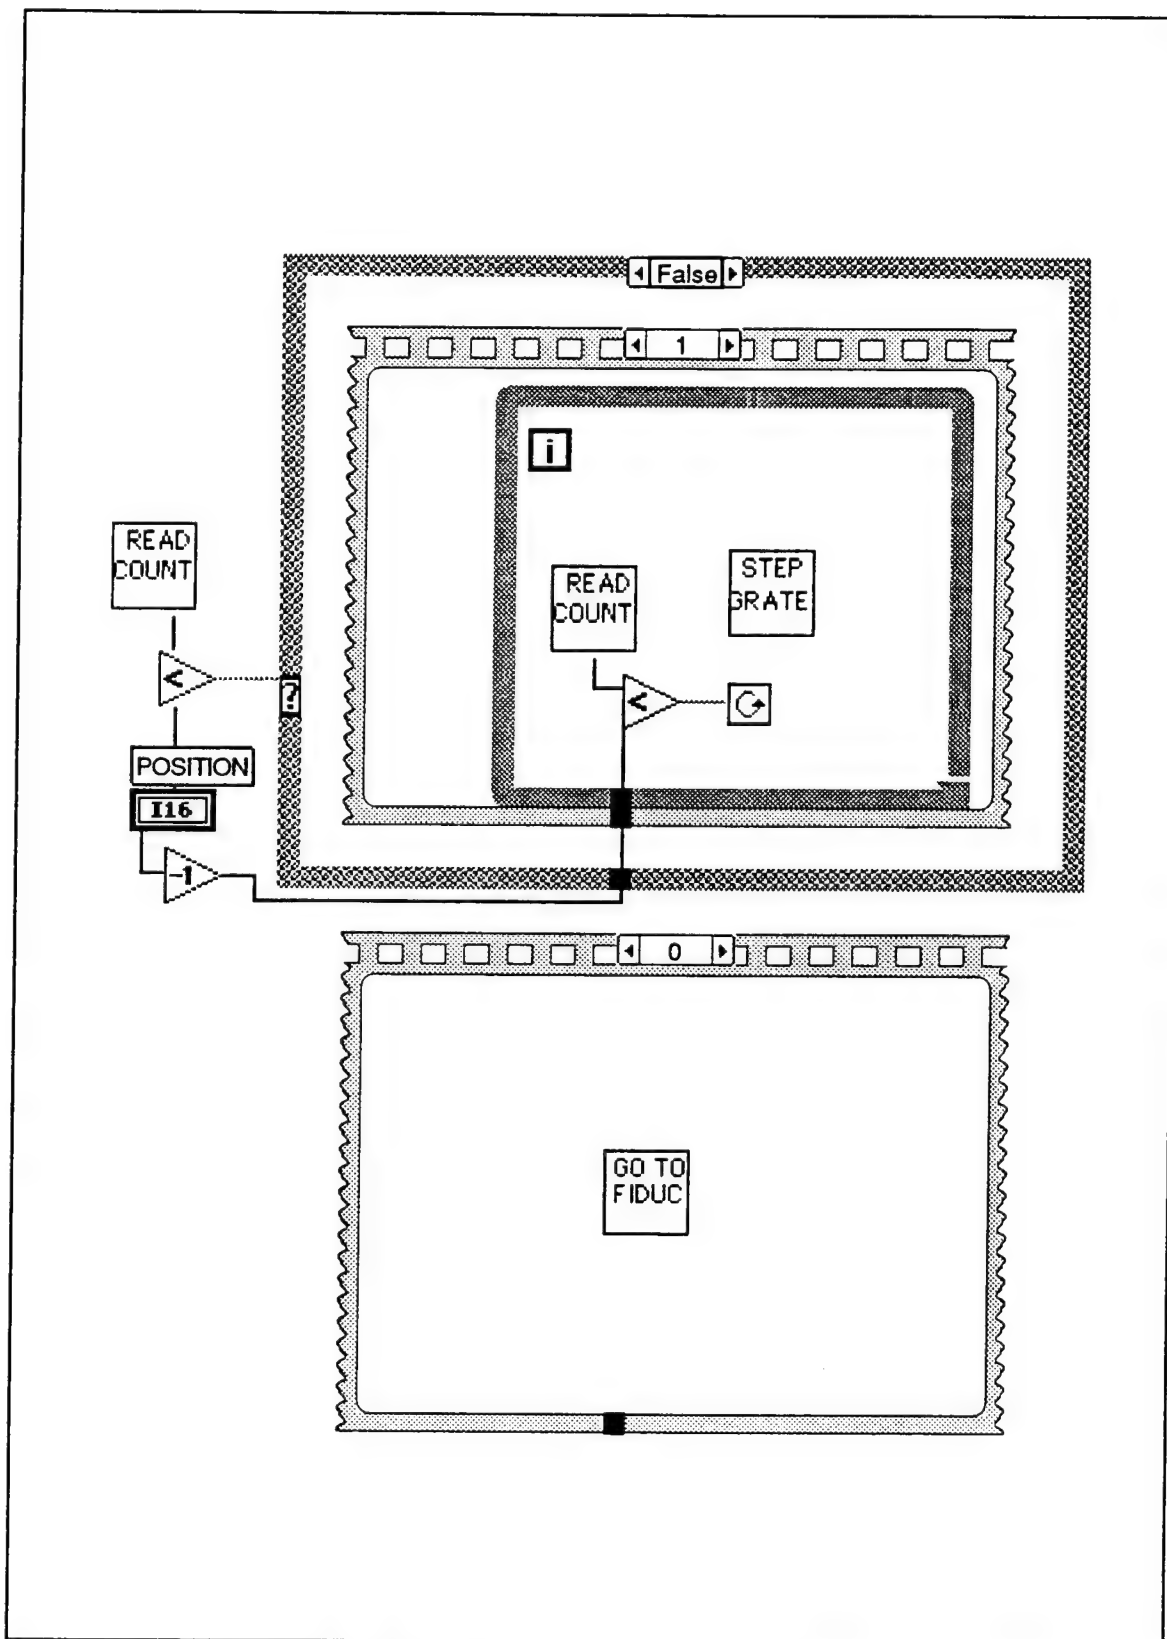 False
1
i
READ
COUNT
STEP
GRATE
READ
COUNT
<
?
<
POSITION
I16
-1
0
GO TO
FIDUC